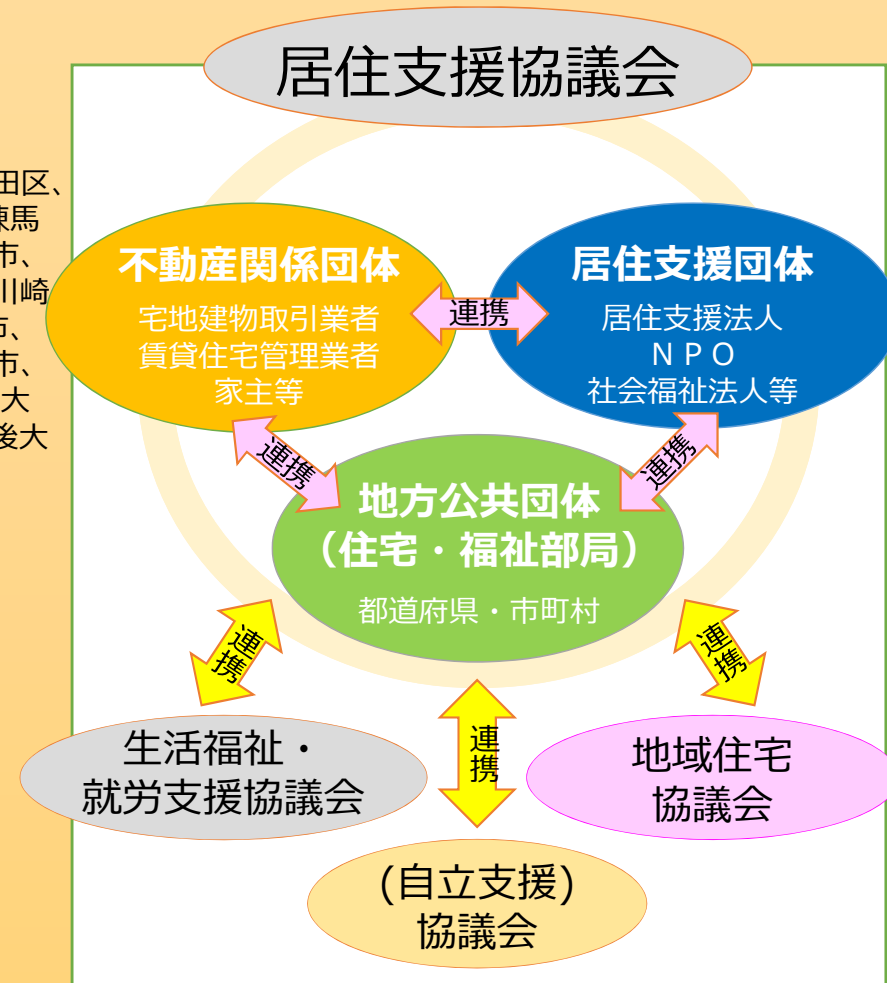 居住支援協議会
田区、
練馬
市、
川崎
市、
市、
大
後大
不動産関係団体
宅地建物取引業者
賃貸住宅管理業者
家主等
連携
居住支援団体
居住支援法人
ＮＰＯ
社会福祉法人等
連携
連携
地方公共団体
（住宅・福祉部局）
都道府県・市町村
連携
連携
連携
生活福祉・
就労支援協議会
地域住宅
協議会
(自立支援)
協議会